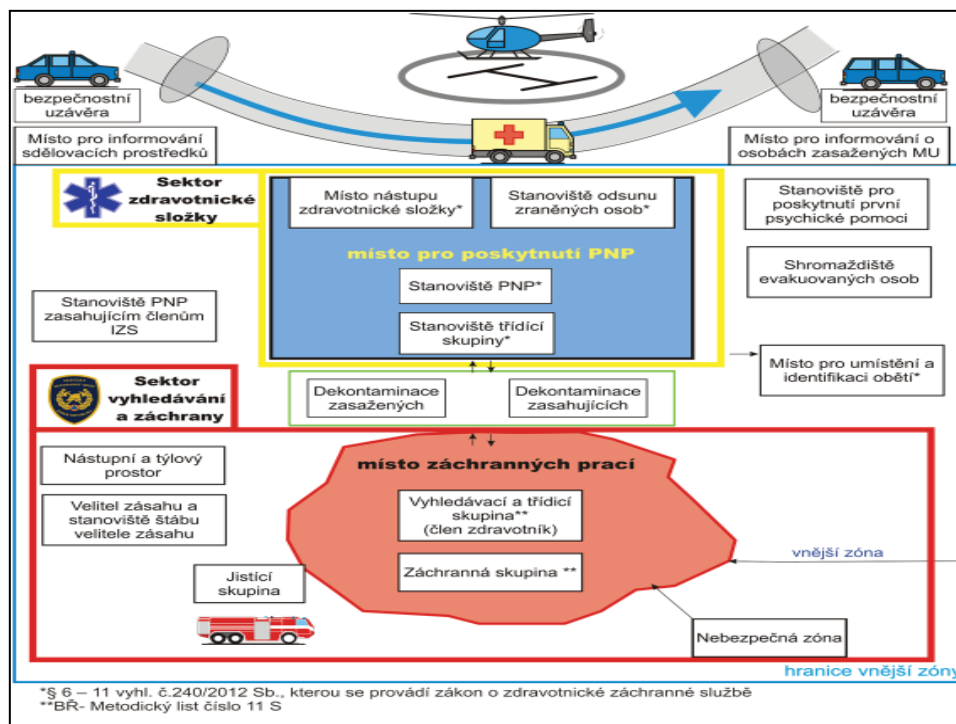 bezpečnostní
uzávěra
bezpečnostní
uzávěra
Místo pro informování
sdělovacích prostředků
Místo pro informování o
osobách zasažených MU
Sektor
zdravotnické
složky
Místo nástupu
zdravotnické složky*
Stanoviště odsunu
zraněných osob*
Stanoviště pro
poskytnutí první
psychické pomoci
místo pro poskytnutí PNP
Stanoviště PNP*
Shromaždiště
evakuovaných osob
Stanoviště PNP
zasahujícím členům
IZS
Stanoviště třídící
skupiny*
Místo pro umístění a
identifikaci obětí*
Sektor
vyhledávání
a záchrany
Dekontaminace
zasažených
Dekontaminace
zasahujících
Nástupní a týlový
prostor
místo záchranných prací
Velitel zásahu a
stanoviště štábu
velitele zásahu
Vyhledávací a třídicí
skupina**
(člen zdravotník)
vnější zóna
Záchranná skupina **
Jistící
skupina
Nebezpečná zóna
hranice vnější zóny
*§ 6 – 11 vyhl. č.240/2012 Sb., kterou se provádí zákon o zdravotnické záchranné službě
**BŘ- Metodický list číslo 11 S